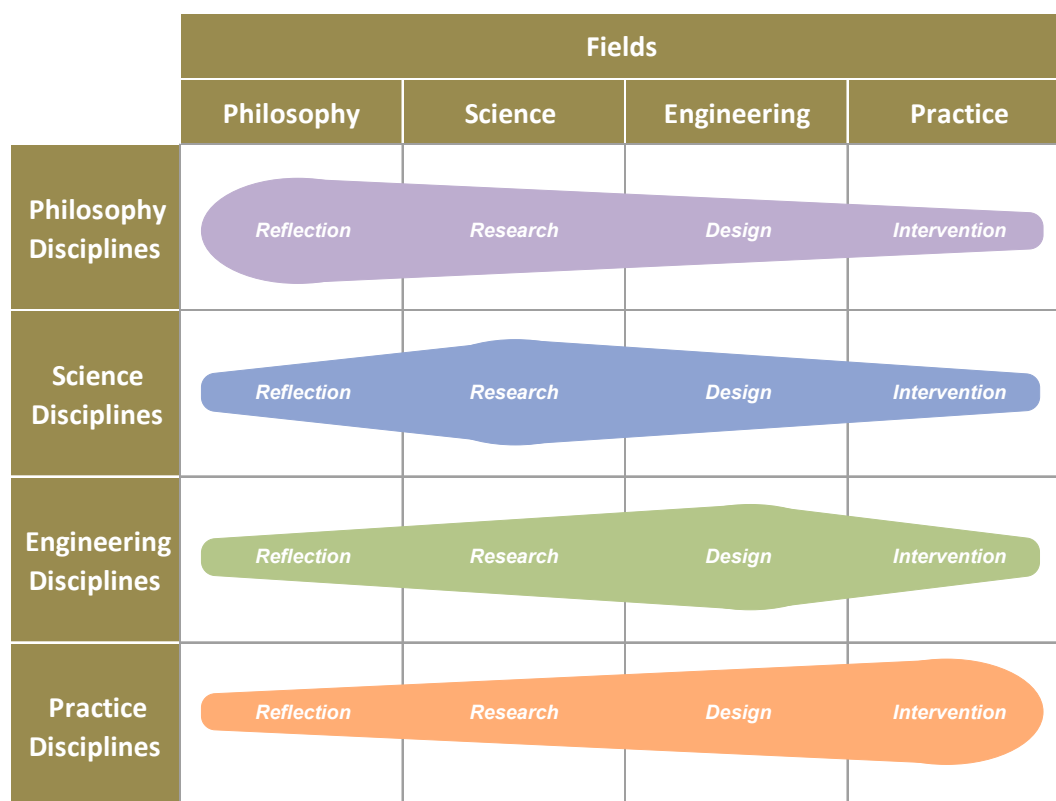 Fields
Philosophy Science Engineering Practice
Philosophy
Disciplines
Reflection Research Design Intervention
Science
Disciplines
Reflection Research Design Intervention
Engineering
Disciplines
Reflection Research Design Intervention
Practice
Disciplines
Reflection Research Design Intervention